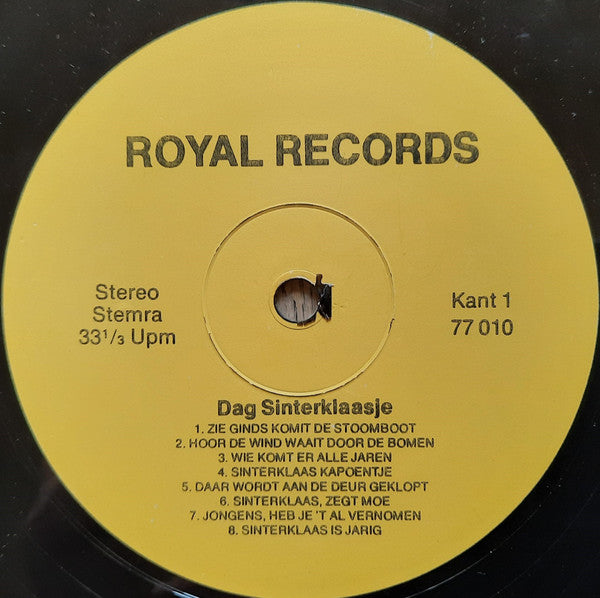 ROYAL RECORDS
Stereo
Stemra
33 1/3 Upm
Kant 1
77 010
Dag Sinterklaasje
1. ZIE GINDS KOMIT DE STOOMBOOT
2. HOOR DE WIND WAAIT DOOR DE BOMEN
3. WIE KOMT ER ALLE JAREN
4. SINTERKLAAS KAPOENTJE
5. DAAR WORDT AAN DE DEUR GEKLOPT
6. SINTERKLAAS, ZEGT MOE
7. JONGENS, HEB JE 'T AL VERNOMEN
8. SINTERKLAAS IS JARIG